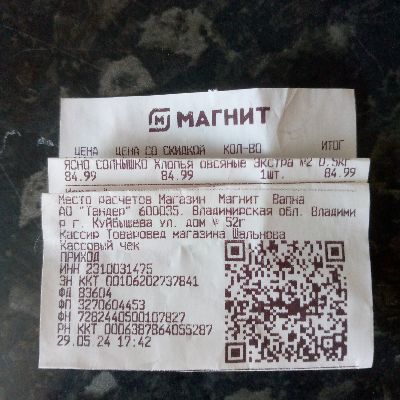 МАГНИТ
ЦЕНА ЦЕНА СО СКИДКОЙ КОЛ-ВО ИТОГ
ЯСНО СОЛНЫШКО Хлопья овсяные Экстра №2 0.5кг
84.99 84.99 1шт. 84.99
Место расчетов Магазин Магнит Вапна
АО "Тандер" 600035. Владимирская обл. Владими
р г. Куйбышева ул. дом № 52г
Кассир Товаровед магазина Шальнова
Кассовый чек
ПРИХОД
ИНН 2310031475
ЗН ККТ 00106202737841
ФД 83604
ФП 3270604453
ФН 7282440500107827
РН ККТ 0006387864055287
29.05 24 17:42